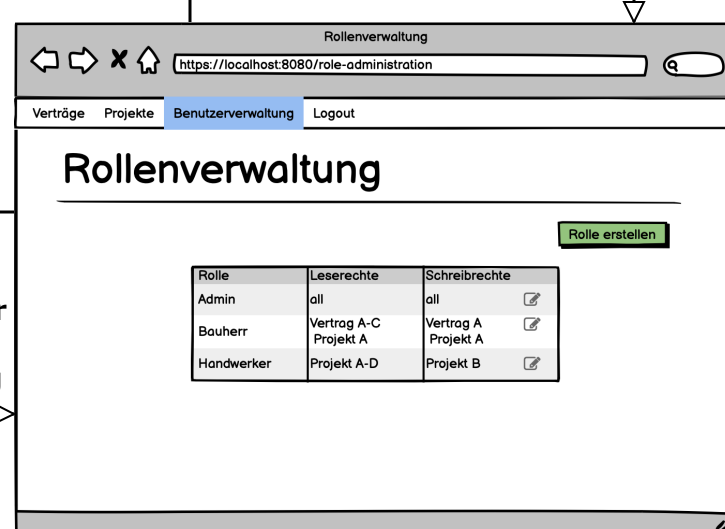 Rollenverwaltung
https://localhost:8080/role-administration
Verträge Projekte Benutzerverwaltung Logout
Rollenverwaltung
Rolle erstellen
Rolle Leserechte Schreibrechte
Admin all all
Bauherr Vertrag A-C Vertrag A
Projekt A Projekt A
Handwerker Projekt A-D Projekt B